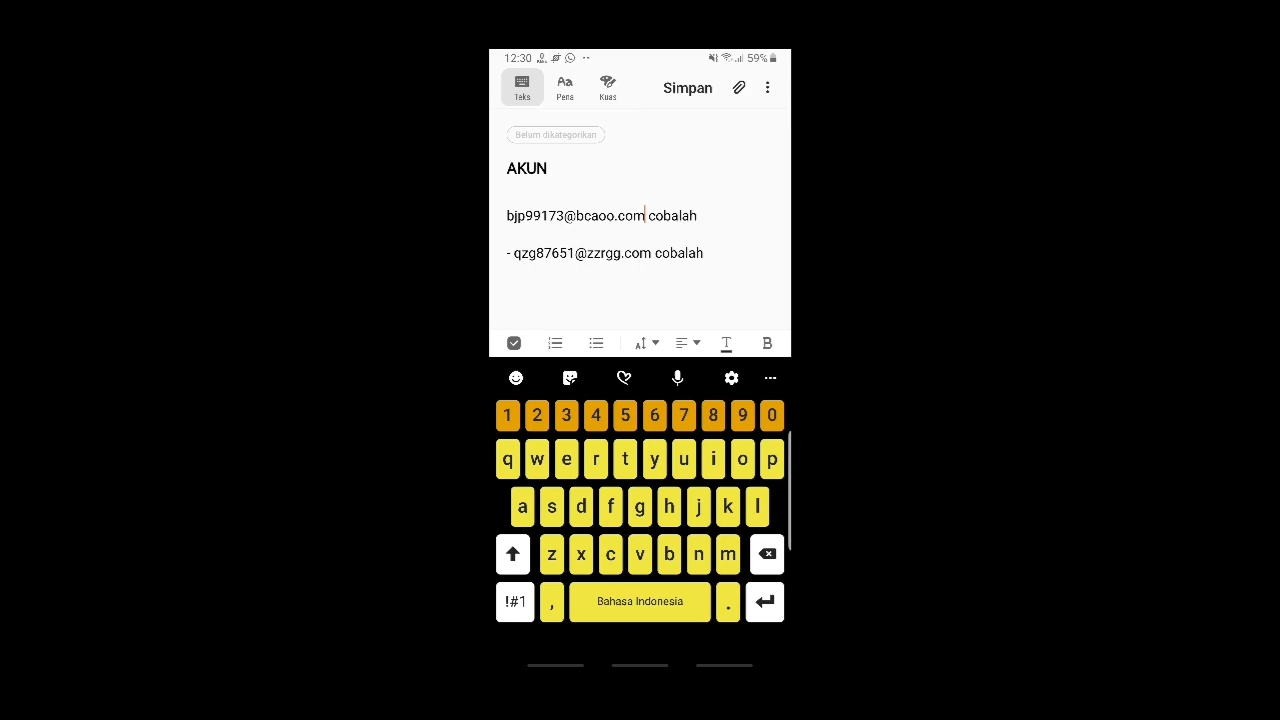 12:30 59%
Teks Pena Kuas Simpan
Belum dikategorikan
AKUN
bjp99173@bcaoo.com cobalah
- qzg87651@zzrgg.com cobalah
A T B
1 2 3 4 5 6 7 8 9 0
q w e r t y u i o p
a s d f g h j k l
z x c v b n m
!#1 , Bahasa Indonesia .